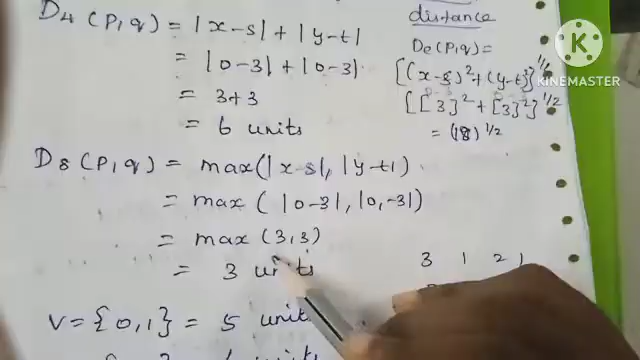 D4 (P,q) = |x-s| + |y-t|
= |0-3| + |0-3|
= 3+3
= 6 units
distance
De(P,q) =
[(x-s)² + (y-t)²]^1/2
[[3]² + [3]²]^1/2
= (18)^1/2
KINEMASTER
D8 (P,q) = max(|x-s|, |y-t|)
= max ( |0-3|, |0,-3|)
= max (3,3)
= 3 units
3 1 2 1
V = {0,1} = 5 units